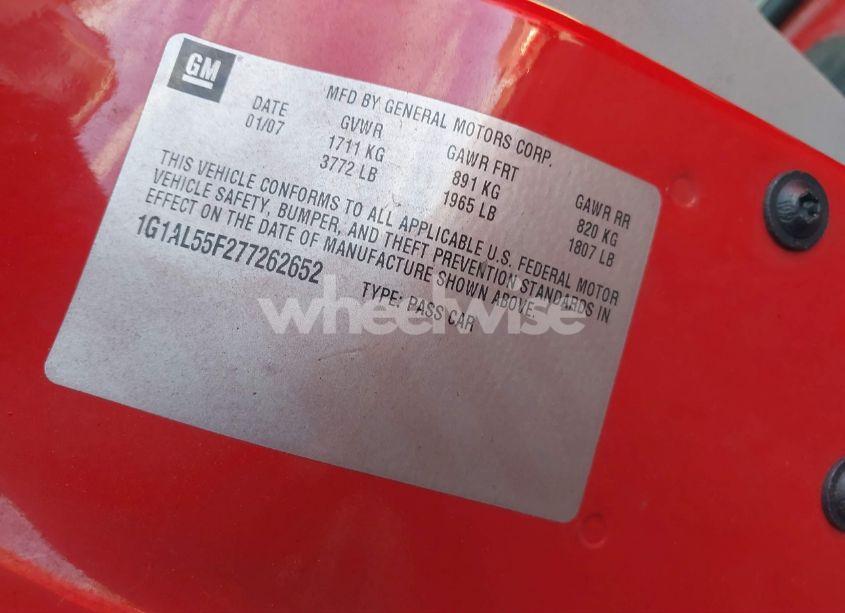 GM
MFD BY GENERAL MOTORS CORP.
DATE GVWR GAWR FRT GAWR RR
01/07 1711 KG 891 KG 820 KG
3772 LB 1965 LB 1807 LB
THIS VEHICLE CONFORMS TO ALL APPLICABLE U.S. FEDERAL MOTOR
VEHICLE SAFETY, BUMPER, AND THEFT PREVENTION STANDARDS IN
EFFECT ON THE DATE OF MANUFACTURE SHOWN ABOVE.
1G1AL55F277262652 TYPE: PASS CAR
wheelwise